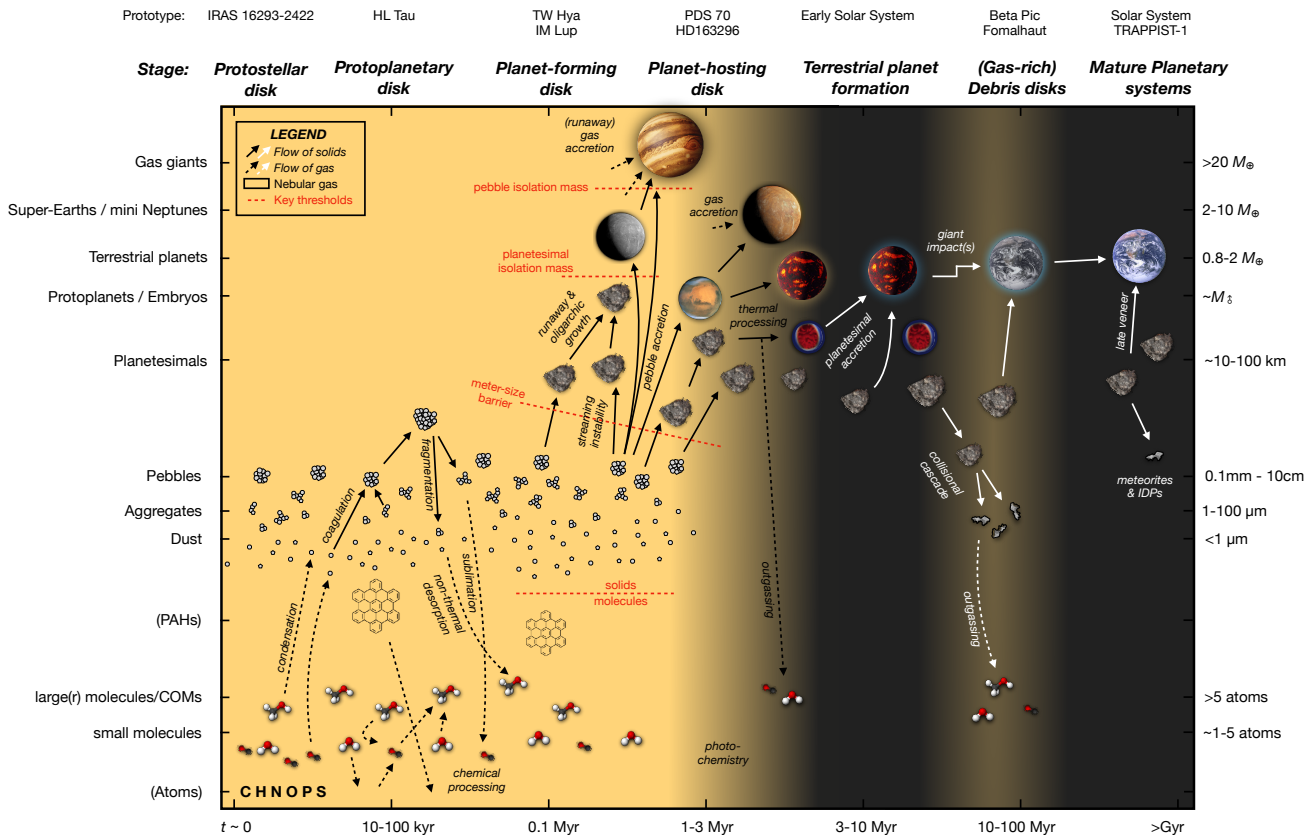 Prototype:
IRAS 16293-2422
HL Tau
TW Hya
IM Lup
PDS 70
HD163296
Early Solar System
Beta Pic
Fomalhaut
Solar System
TRAPPIST-1
Stage:
Protostellar
disk
Protoplanetary
disk
Planet-forming
disk
Planet-hosting
disk
Terrestrial planet
formation
(Gas-rich)
Debris disks
Mature Planetary
systems
LEGEND
Flow of solids
Flow of gas
Nebular gas
Key thresholds
Gas giants
Super-Earths / mini Neptunes
Terrestrial planets
Protoplanets / Embryos
Planetesimals
Pebbles
Aggregates
Dust
(PAHs)
large(r) molecules/COMs
small molecules
(Atoms)
(runaway)
gas
accretion
pebble isolation mass
planetesimal
isolation mass
gas
accretion
runaway &
oligarchic
growth
pebble accretion
thermal
processing
giant
impact(s)
planetesimal
accretion
late veneer
meter-size
barrier
streaming
instability
fragmentation
coagulation
collisional
cascade
meteorites
& IDPs
condensation
non-thermal
desorption
sublimation
solids
molecules
outgassing
outgassing
chemical
processing
photo-
chemistry
CHNOPS
>20 M⊕
2-10 M⊕
0.8-2 M⊕
~M♂
~10-100 km
0.1mm - 10cm
1-100 µm
<1 µm
>5 atoms
~1-5 atoms
t ~ 0
10-100 kyr
0.1 Myr
1-3 Myr
3-10 Myr
10-100 Myr
>Gyr